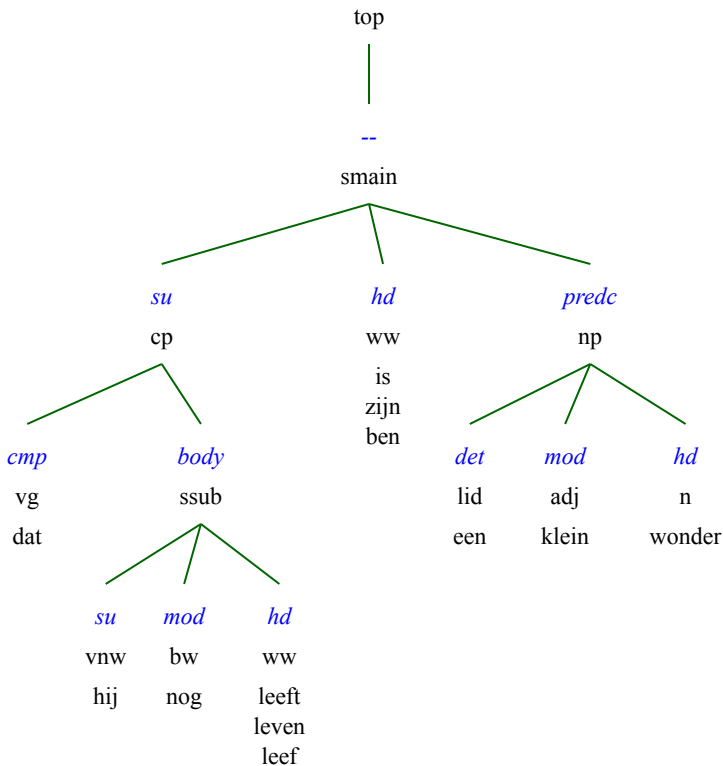 top
--
smain
su hd predc
cp ww np
is
zijn
ben
cmp body det mod hd
vg ssub lid adj n
dat een klein wonder
su mod hd
vnw bw ww
hij nog leeft
leven
leef